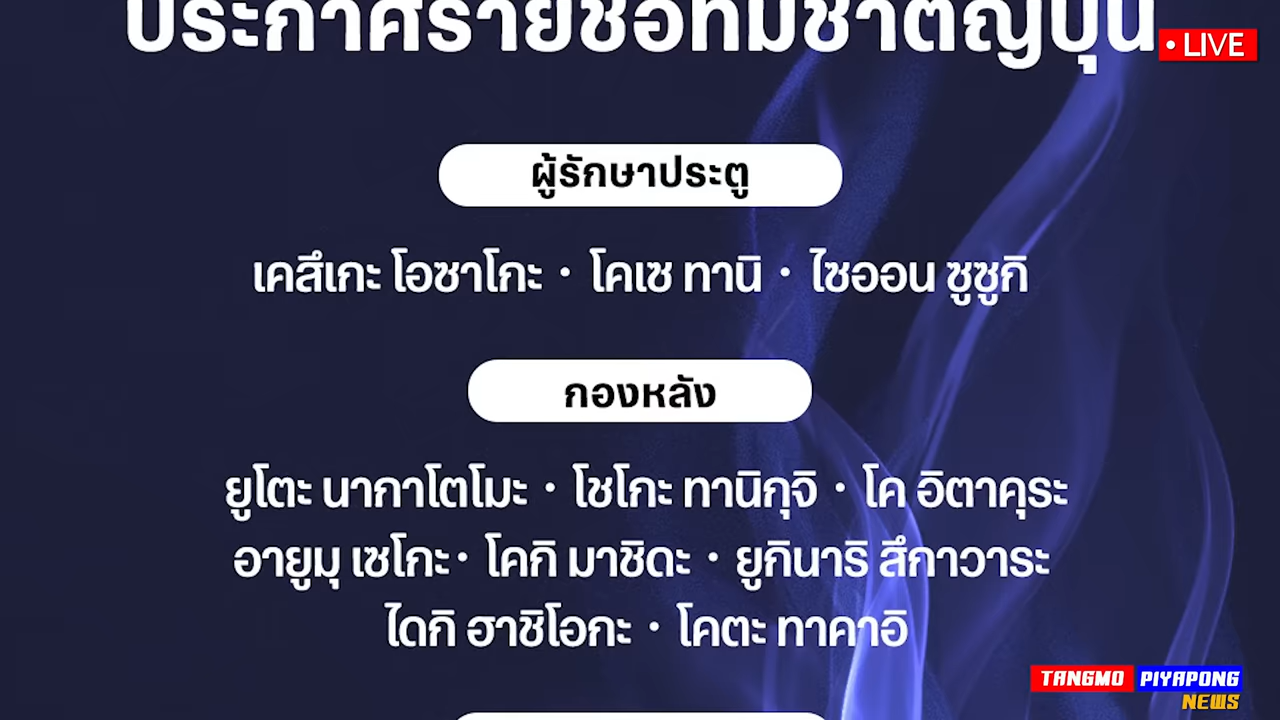 ประกาศรายชื่อทีมชาติญี่ปุ่น
• LIVE
ผู้รักษาประตู
เคสึเกะ โอซาโกะ • โคเซ ทานิ • ไซออน ซูซูกิ
กองหลัง
ยูโตะ นากาโตโมะ • โชโกะ ทานิกุจิ • โค อิตาคุระ
อายูมุ เซโกะ • โคกิ มาชิดะ • ยูกินาริ สึกาวาระ
ไดกิ ฮาชิโอกะ • โคตะ ทาคาอิ
TANGMO PIYAPONG
NEWS